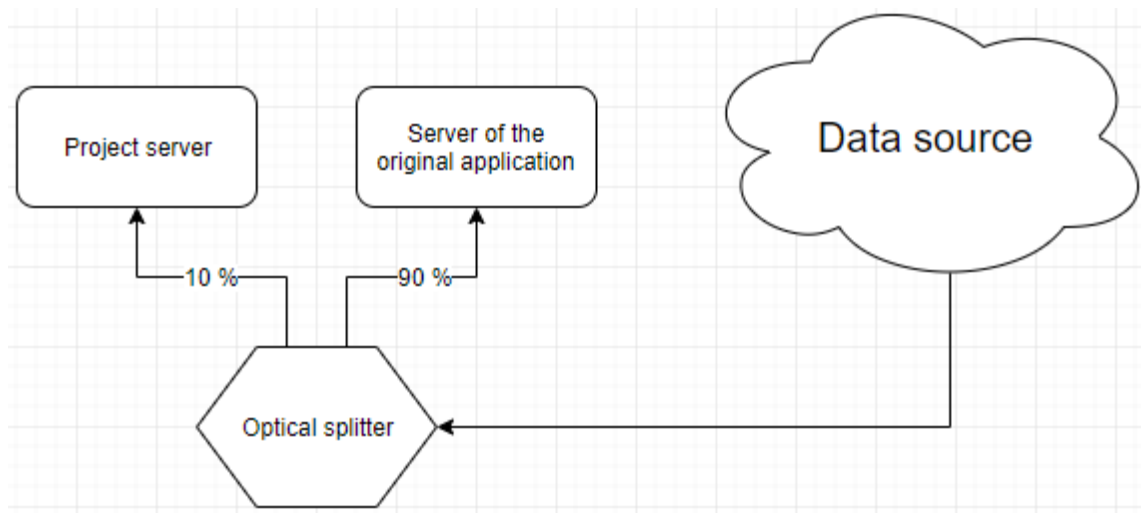 Project server
Server of the
original application
Data source
10 %
90 %
Optical splitter